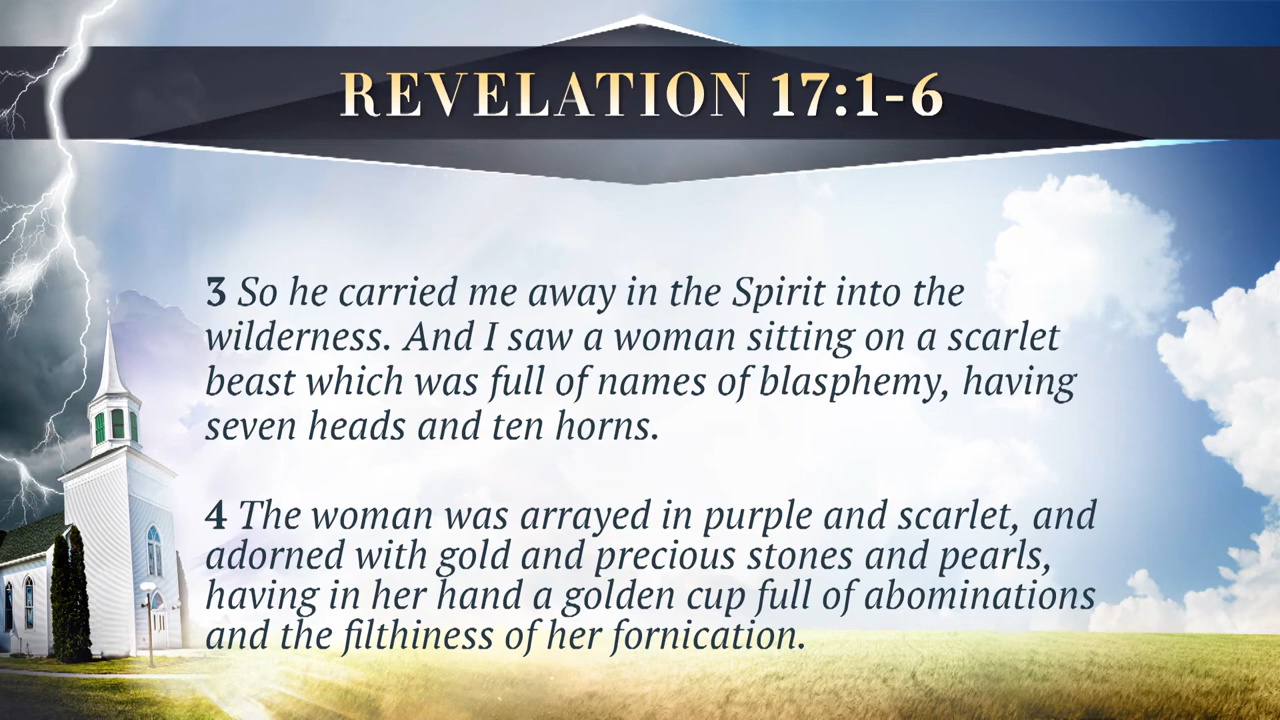 REVELATION 17:1-6
3 So he carried me away in the Spirit into the
wilderness. And I saw a woman sitting on a scarlet
beast which was full of names of blasphemy, having
seven heads and ten horns.
4 The woman was arrayed in purple and scarlet, and
adorned with gold and precious stones and pearls,
having in her hand a golden cup full of abominations
and the filthiness of her fornication.